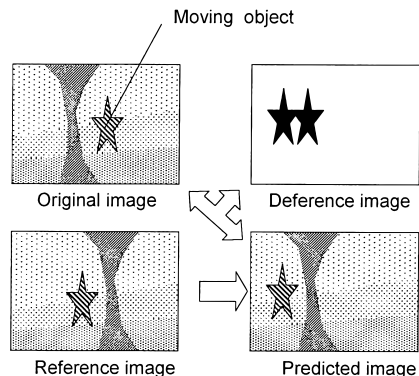 Moving object
Original image
Deference image
Reference image
Predicted image